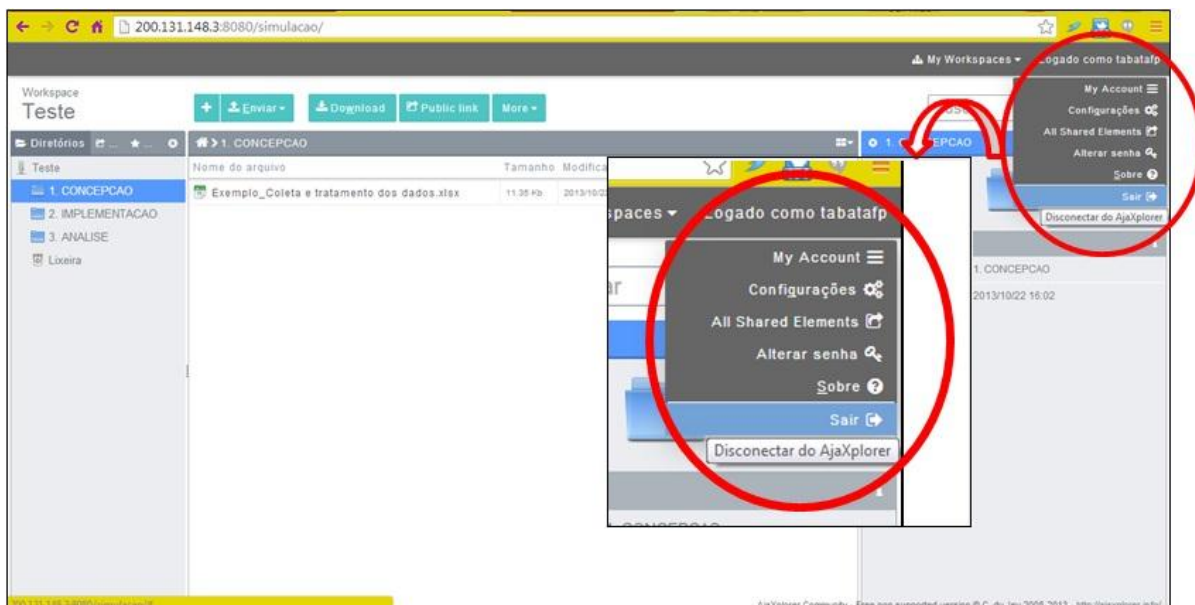 200.131.148.3:8080/simulacao/
My Workspaces
Logado como tabatafp
Workspace
Teste
Enviar
Download
Public link
More
My Account
Configurações
All Shared Elements
Alterar senha
Sobre
Sair
Disconectar do AjaXplorer
Diretórios
1. CONCEPCAO
Teste
1. CONCEPCAO
2. IMPLEMENTACAO
3. ANALISE
Lixeira
Nome do arquivo Tamanho Modifica
Exemplo_Coleta e tratamento dos dados.xlsx 11.35 Kb 2013/10/2
1. CONCEPCAO
2013/10/22 16:02
spaces Logado como tabatafp
ar
My Account
Configurações
All Shared Elements
Alterar senha
Sobre
Sair
Disconectar do AjaXplorer